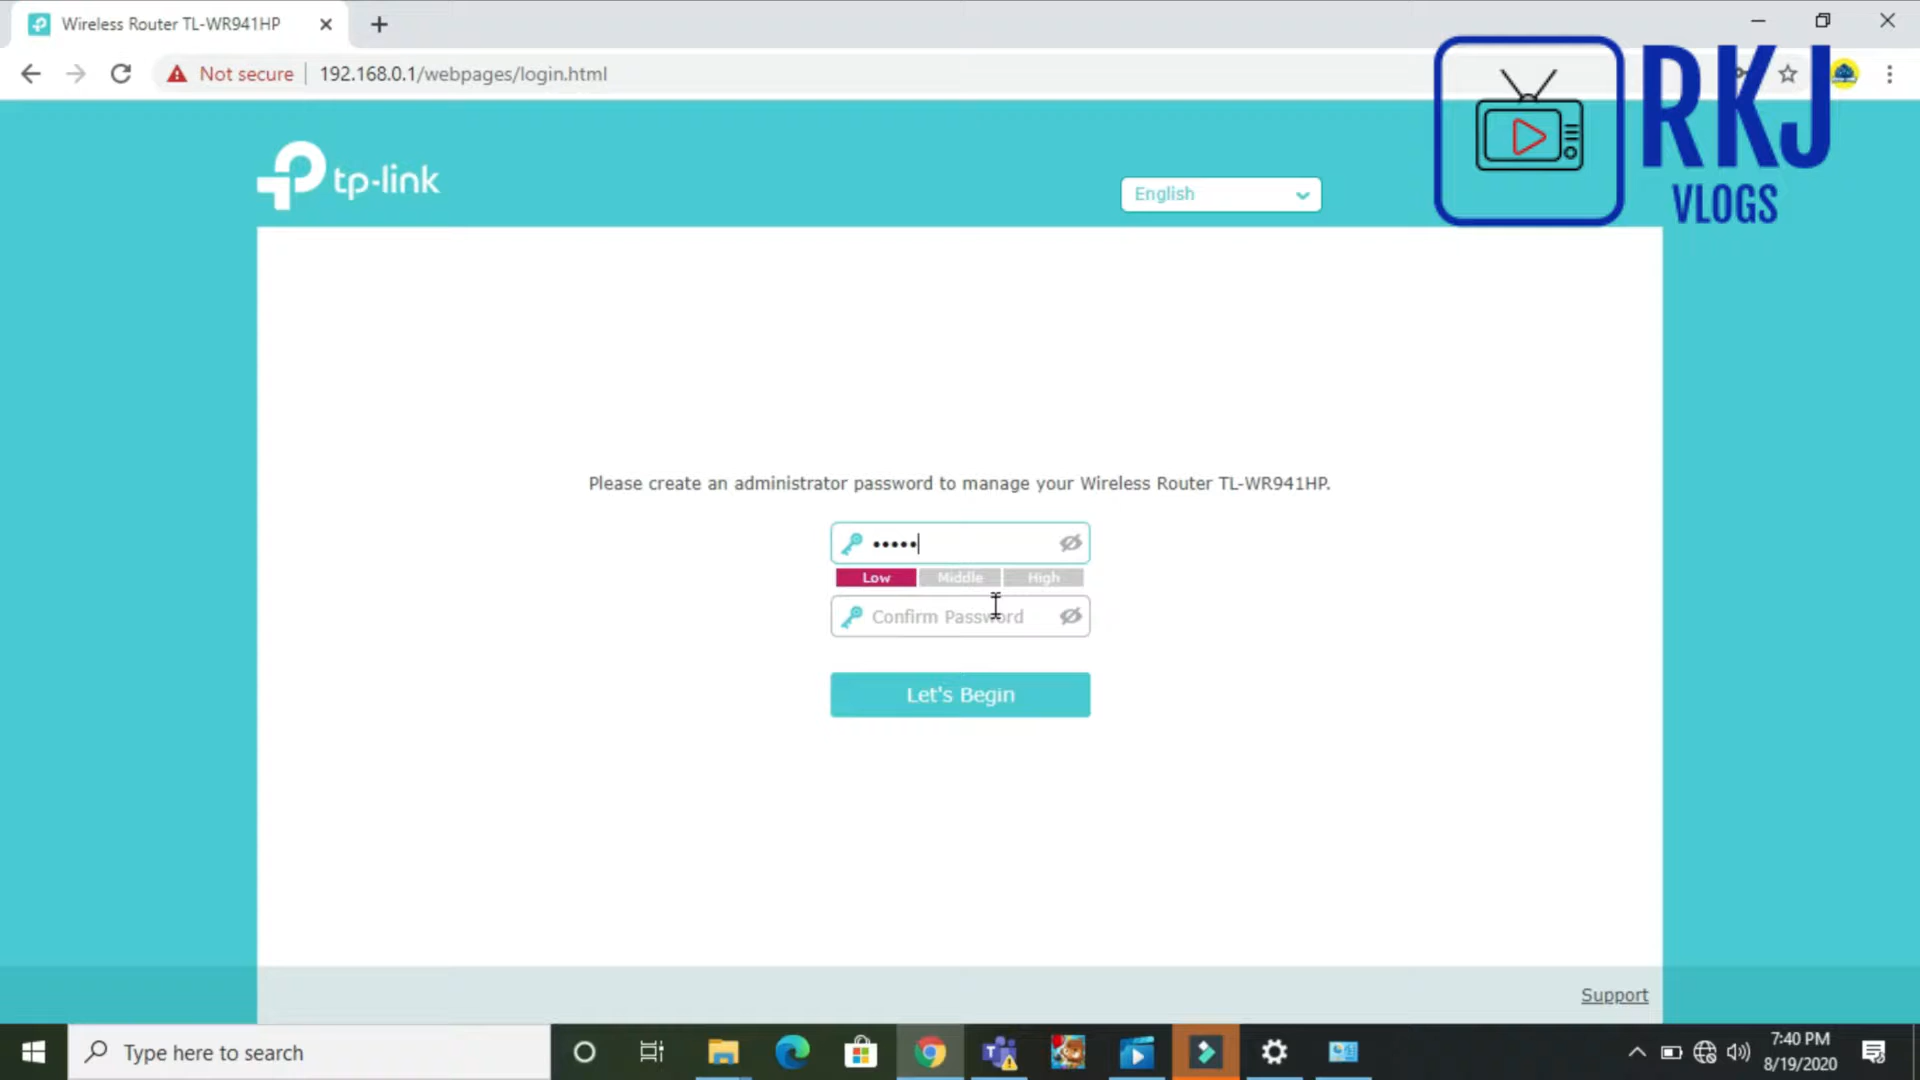 Wireless Router TL-WR941HP
Not secure
192.168.0.1/webpages/login.html
RKJ
VLOGS
tp-link
English
Please create an administrator password to manage your Wireless Router TL-WR941HP.
•••••
Low Middle High
Confirm Password
Let's Begin
Support
Type here to search
7:40 PM
8/19/2020